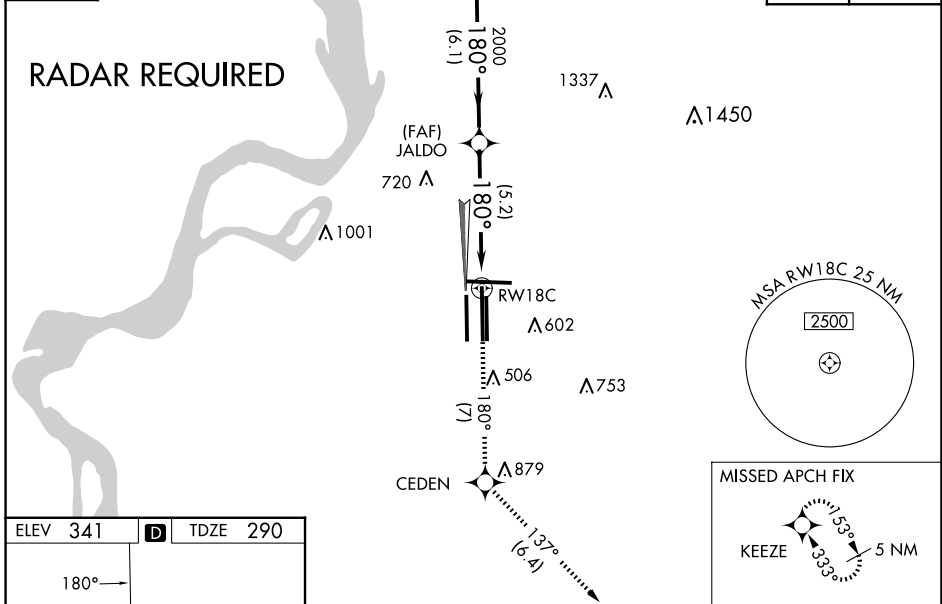 2000
180°
(6.1)
RADAR REQUIRED
1337
1450
(FAF)
JALDO
720
180°
(5.2)
1001
RW18C
MSA RW18C 25 NM
2500
602
506
753
180°
(7)
879
CEDEN
MISSED APCH FIX
137°
(6.4)
153°
KEEZE
333°
5 NM
ELEV 341
D
TDZE 290
180°